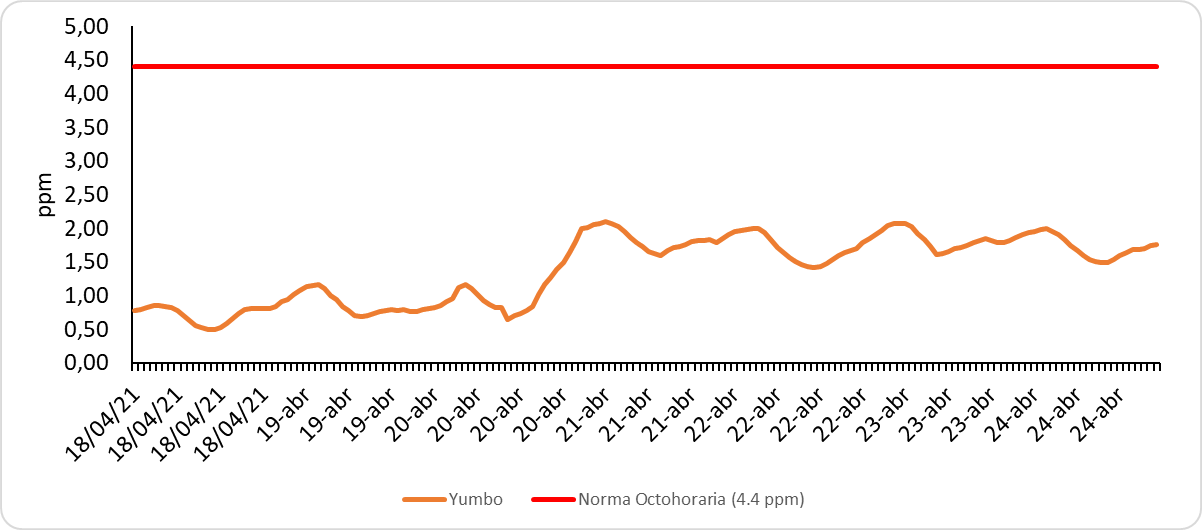 5,00
4,50
4,00
3,50
3,00
2,50
2,00
1,50
1,00
0,50
0,00
ppm
18/04/21
18/04/21
18/04/21
18/04/21
19-abr
19-abr
19-abr
20-abr
20-abr
20-abr
20-abr
21-abr
21-abr
21-abr
22-abr
22-abr
22-abr
22-abr
23-abr
23-abr
23-abr
24-abr
24-abr
24-abr
Yumbo
Norma Octohoraria (4.4 ppm)